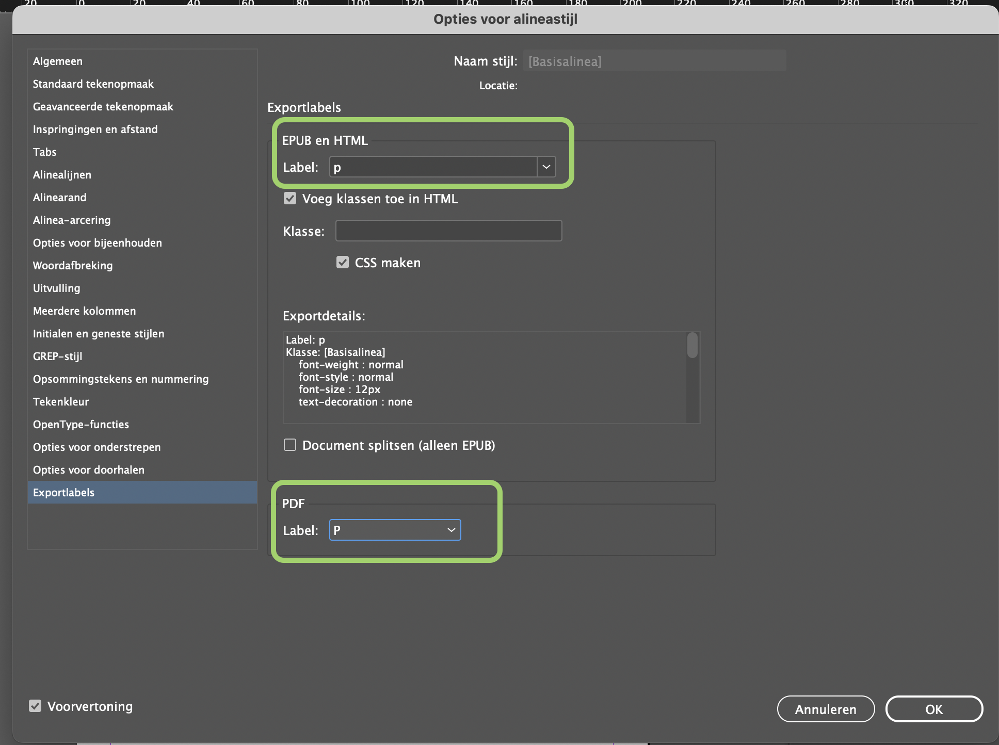 20 0 20 40 60 80 100 120 140 160 180 200 220 240 260 280 300 320
Opties voor alineastijl
Algemeen
Standaard tekenopmaak
Geavanceerde tekenopmaak
Inspringingen en afstand
Tabs
Alinealijnen
Alinearand
Alinea-arcering
Opties voor bijeenhouden
Woordafbreking
Uitvulling
Meerdere kolommen
Initialen en geneste stijlen
GREP-stijl
Opsommingstekens en nummering
Tekenkleur
OpenType-functies
Opties voor onderstrepen
Opties voor doorhalen
Exportlabels
Naam stijl: [Basisalinea]
Locatie:
Exportlabels
EPUB en HTML
Label: p
Voeg klassen toe in HTML
Klasse:
CSS maken
Exportdetails:
Label: p
Klasse: [Basisalinea]
font-weight : normal
font-style : normal
font-size : 12px
text-decoration : none
Document splitsen (alleen EPUB)
PDF
Label: P
Voorvertoning
Annuleren
OK